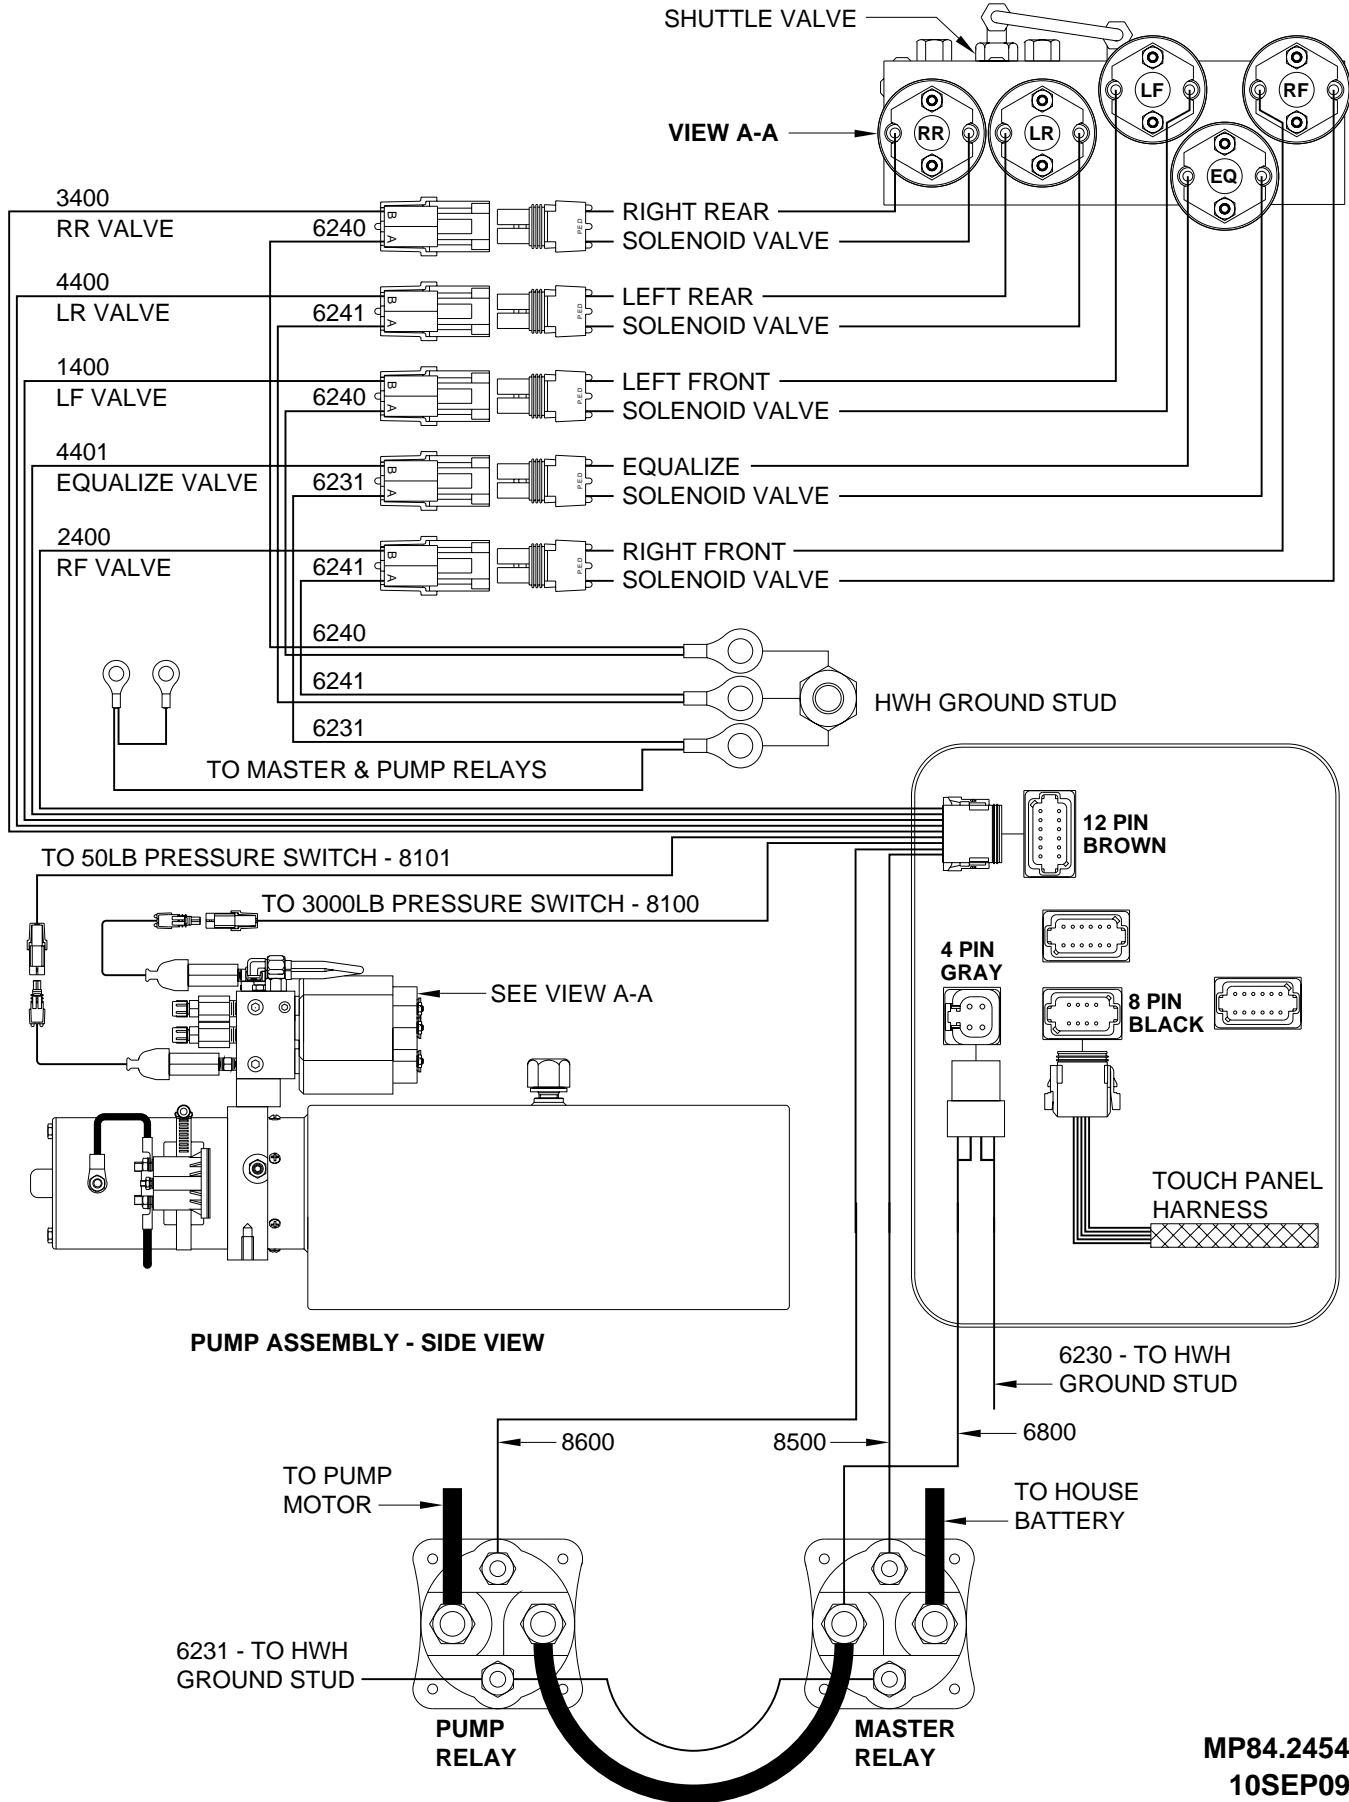 SHUTTLE VALVE
LF
RF
VIEW A-A
RR
LR
EQ
3400
RR VALVE
6240
B
A
PED
RIGHT REAR
SOLENOID VALVE
4400
LR VALVE
6241
B
A
PED
LEFT REAR
SOLENOID VALVE
1400
LF VALVE
6240
B
A
PED
LEFT FRONT
SOLENOID VALVE
4401
EQUALIZE VALVE
6231
B
A
PED
EQUALIZE
SOLENOID VALVE
2400
RF VALVE
6241
B
A
PED
RIGHT FRONT
SOLENOID VALVE
6240
6241
6231
HWH GROUND STUD
TO MASTER & PUMP RELAYS
12 PIN
BROWN
TO 50LB PRESSURE SWITCH - 8101
TO 3000LB PRESSURE SWITCH - 8100
4 PIN
GRAY
SEE VIEW A-A
8 PIN
BLACK
TOUCH PANEL
HARNESS
PUMP ASSEMBLY - SIDE VIEW
6230 - TO HWH
GROUND STUD
8600
8500
6800
TO PUMP
MOTOR
TO HOUSE
BATTERY
6231 - TO HWH
GROUND STUD
PUMP
RELAY
MASTER
RELAY
MP84.2454
10SEP09